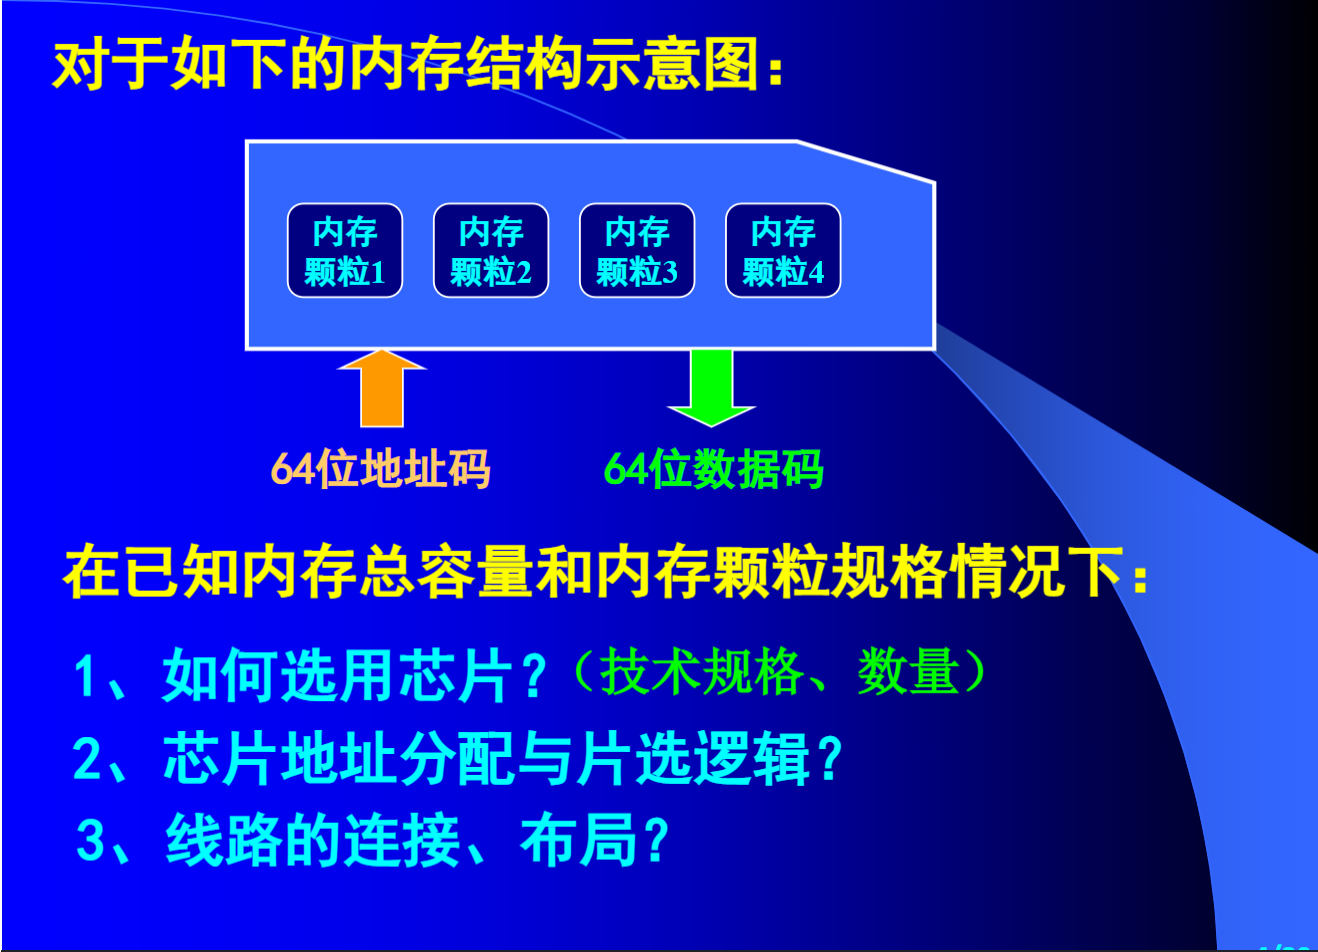 对于如下的内存结构示意图：
内存 内存 内存 内存
颗粒1 颗粒2 颗粒3 颗粒4
64位地址码 64位数据码
在已知内存总容量和内存颗粒规格情况下：
1、如何选用芯片？（技术规格、数量）
2、芯片地址分配与片选逻辑？
3、线路的连接、布局？